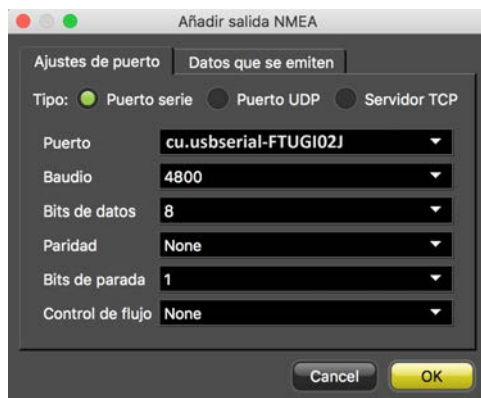 Añadir salida NMEA
Ajustes de puerto Datos que se emiten
Tipo: Puerto serie Puerto UDP Servidor TCP
Puerto cu.usbserial-FTUGI02J
Baudio 4800
Bits de datos 8
Paridad None
Bits de parada 1
Control de flujo None
Cancel OK